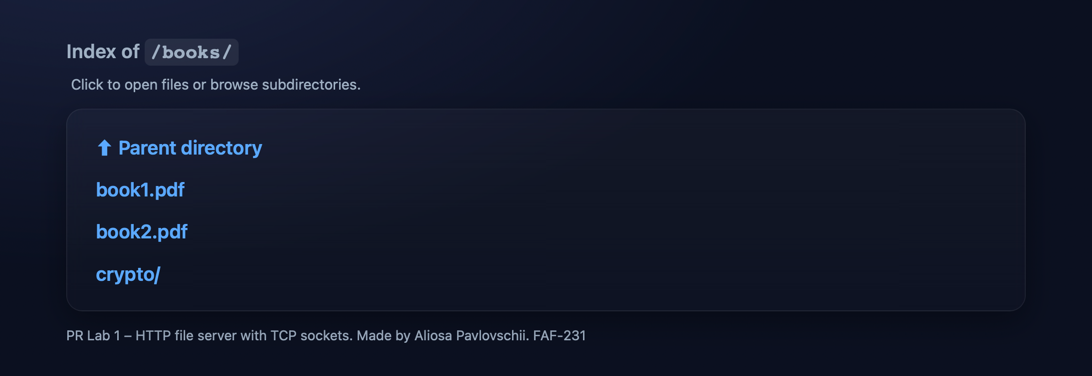 Index of /books/
Click to open files or browse subdirectories.
⬆ Parent directory
book1.pdf
book2.pdf
crypto/
PR Lab 1 – HTTP file server with TCP sockets. Made by Aliosa Pavlovschii. FAF-231